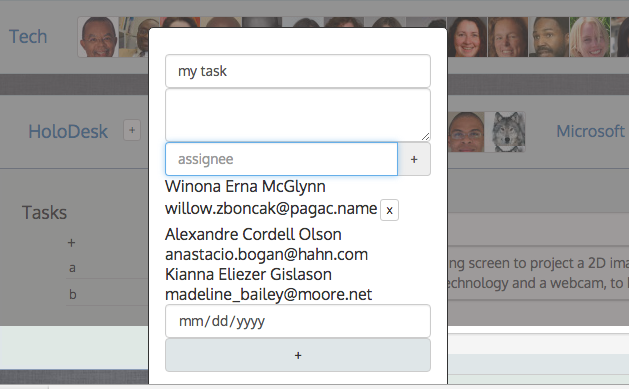 Tech
my task
HoloDesk +
Microsoft
assignee +
Winona Erna McGlynn
willow.zboncak@pagac.name x
Tasks
Alexandre Cordell Olson
+
anastacio.bogan@hahn.com
ing screen to project a 2D ima
a
Kianna Eliezer Gislason
echnology and a webcam, to
b
madeline_bailey@moore.net
mm/dd/yyyy
+